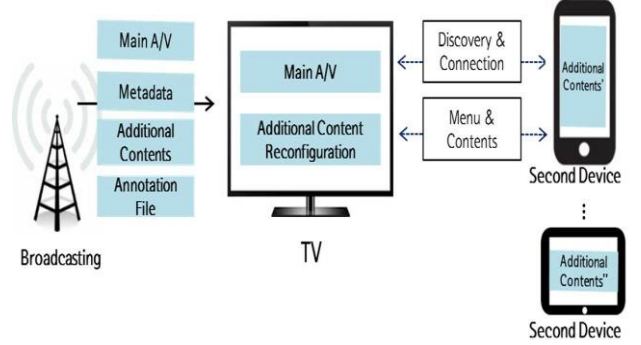 Main A/V
Metadata
Additional
Contents
Annotation
File
Broadcasting
Main A/V
Additional Content
Reconfiguration
TV
Discovery &
Connection
Menu &
Contents
Additional
Contents'
Second Device
Additional
Contents"
Second Device